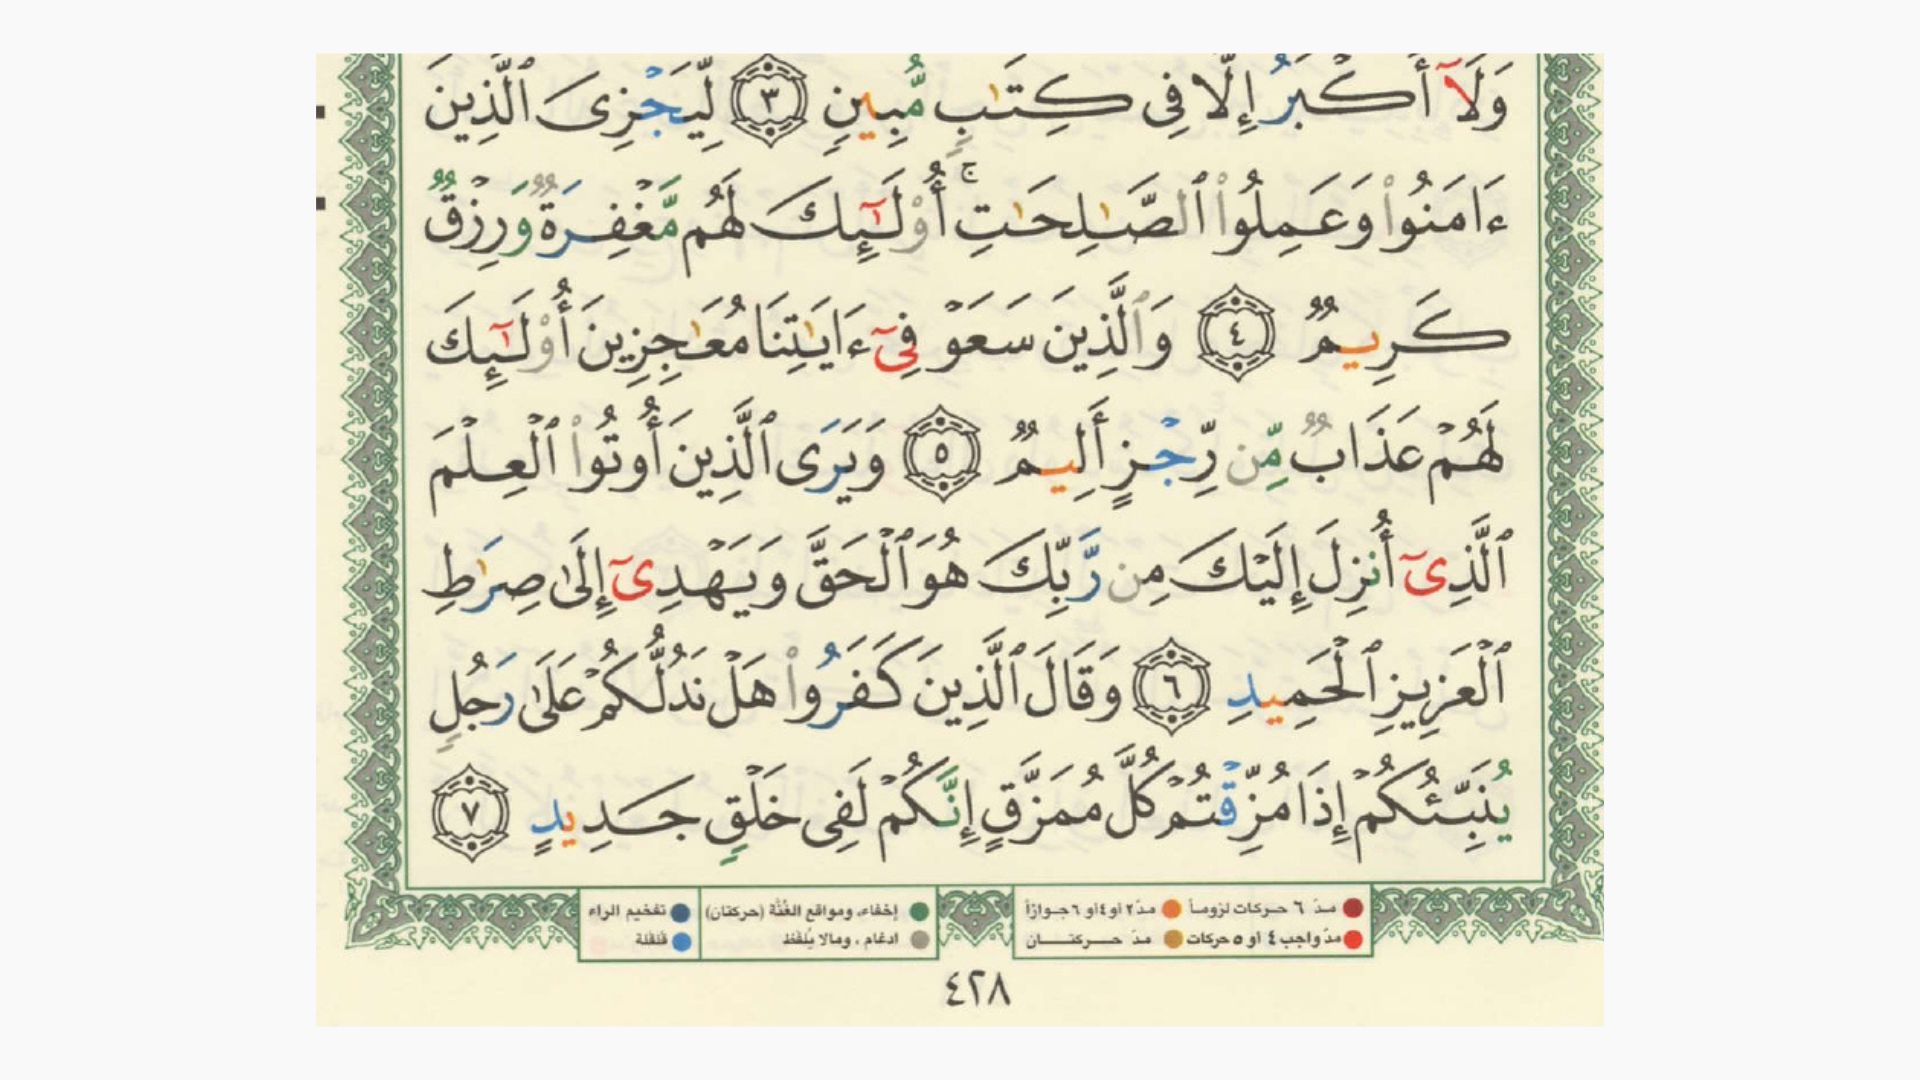 وَلَآ أَكْبَرُ إِلَّا فِى كِتَٰبٍ مُّبِينٍ ٣ لِّيَجْزِىَ ٱلَّذِينَ
ءَامَنُوا۟ وَعَمِلُوا۟ ٱلصَّٰلِحَٰتِ ۚ أُو۟لَٰٓئِكَ لَهُم مَّغْفِرَةٌ وَرِزْقٌ
كَرِيمٌ ٤ وَٱلَّذِينَ سَعَوْ فِىٓ ءَايَٰتِنَا مُعَٰجِزِينَ أُو۟لَٰٓئِكَ
لَهُمْ عَذَابٌ مِّن رِّجْزٍ أَلِيمٌ ٥ وَيَرَى ٱلَّذِينَ أُوتُوا۟ ٱلْعِلْمَ
ٱلَّذِىٓ أُنزِلَ إِلَيْكَ مِن رَّبِّكَ هُوَ ٱلْحَقَّ وَيَهْدِىٓ إِلَىٰ صِرَٰطِ
ٱلْعَزِيزِ ٱلْحَمِيدِ ٦ وَقَالَ ٱلَّذِينَ كَفَرُوا۟ هَلْ نَدُلُّكُمْ عَلَىٰ رَجُلٍ
يُنَبِّئُكُمْ إِذَا مُزِّقْتُمْ كُلَّ مُمَزَّقٍ إِنَّكُمْ لَفِى خَلْقٍ جَدِيدٍ ٧
مدّ ٦ حركات لزوماً مدّ ٢ أو ٤ أو ٦ جوازاً
مدّ واجب ٤ أو ٥ حركات مدّ حركتان
إخفاء، ومواقع الغُنَّة (حركتان) تفخيم الراء
ادغام ، ومالا يُلفَظ قلقلة
٤٢٨